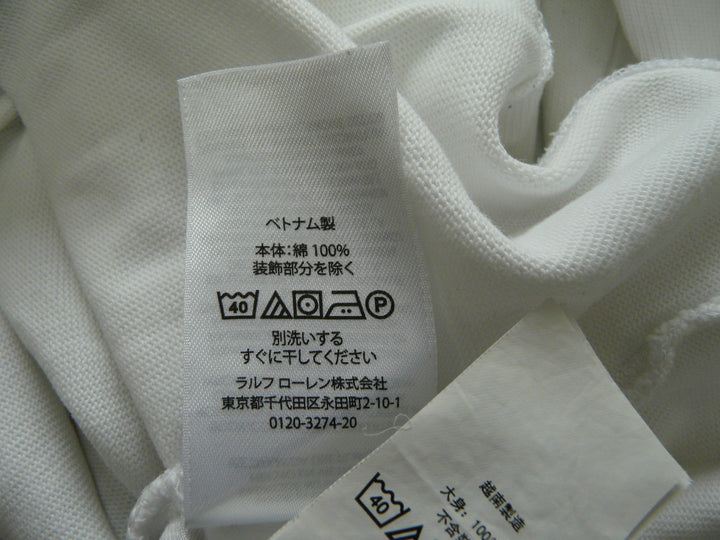 ベトナム製
本体：綿 100%
装飾部分を除く
40 P
別洗いする
すぐに干してください
ラルフ ローレン株式会社
東京都千代田区永田町2-10-1
0120-3274-20
越南製造
大身：100
不含
40